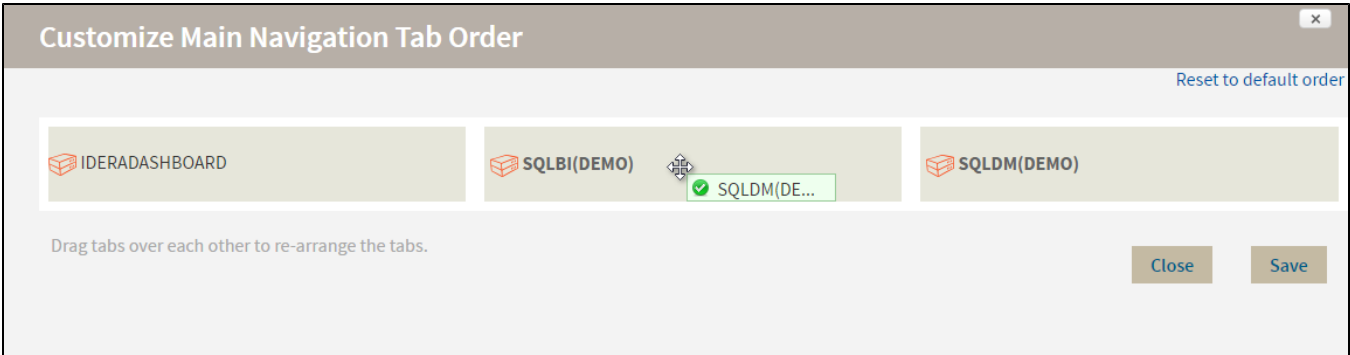 Customize Main Navigation Tab Order
Reset to default order
IDERADASHBOARD
SQLBI(DEMO)
SQLDM(DEMO)
SQLDM(DE...
Drag tabs over each other to re-arrange the tabs.
Close
Save